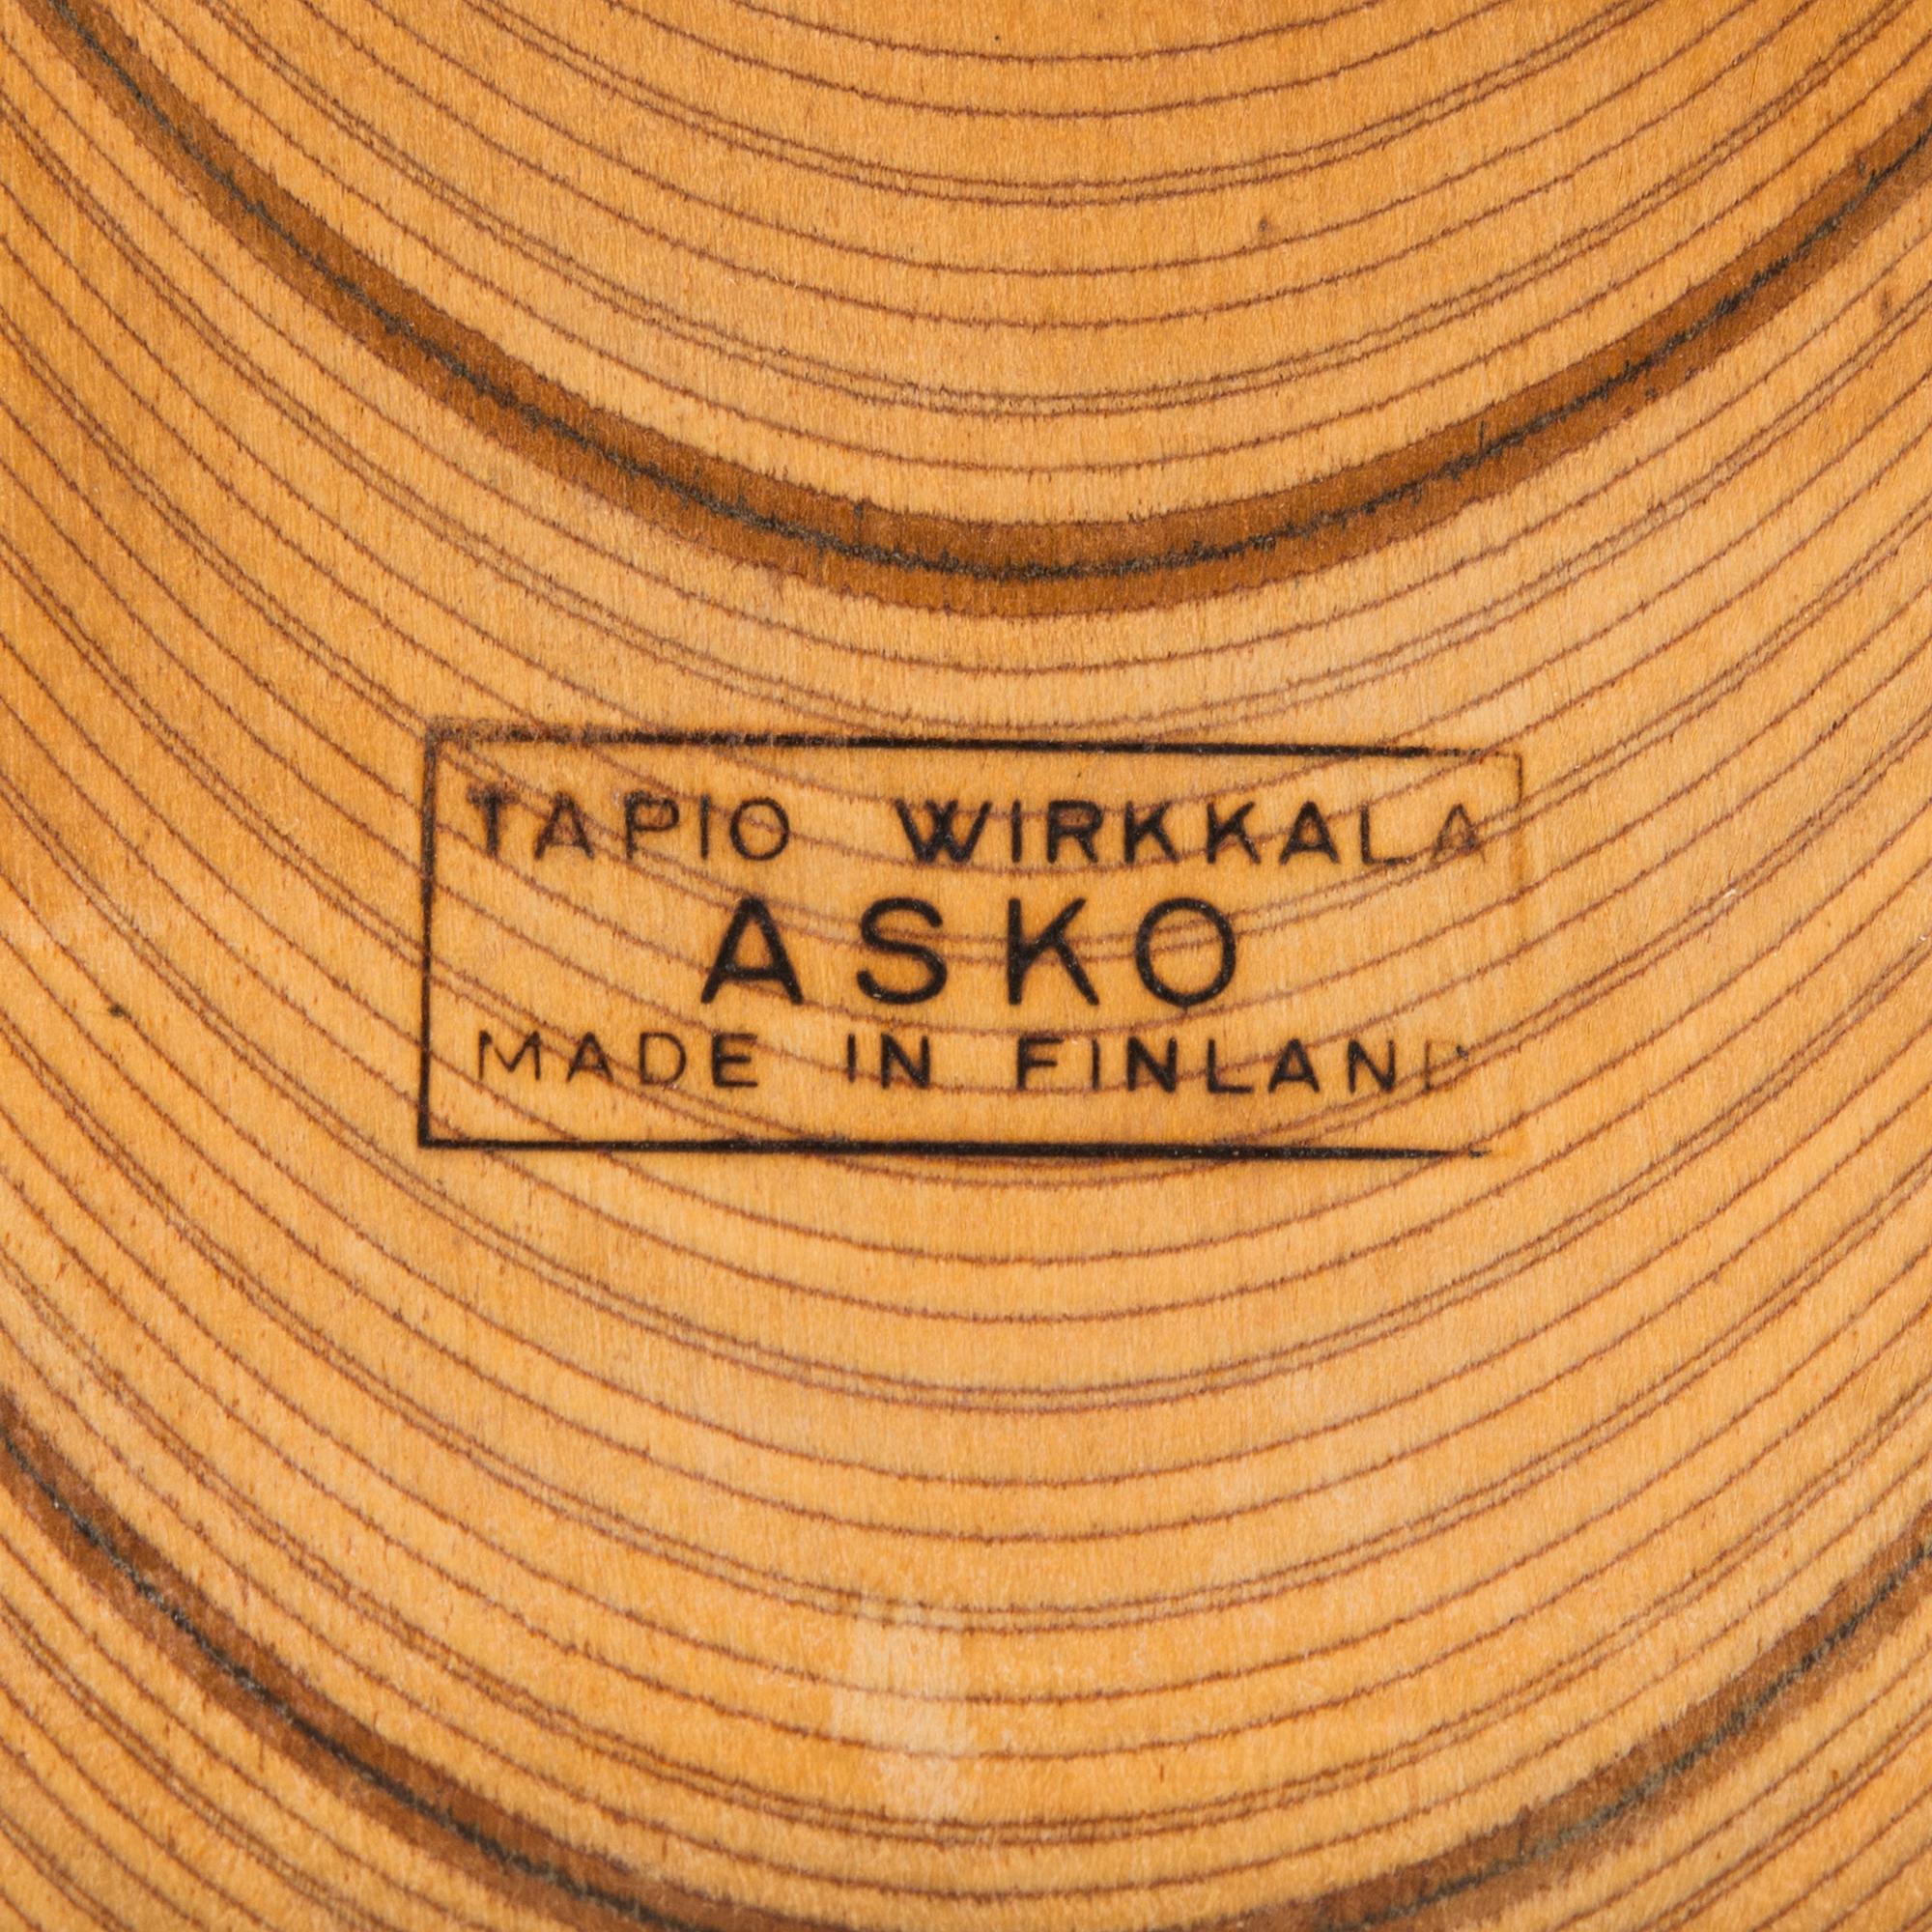 TAPIO WIRKKALA
ASKO
MADE IN FINLAND